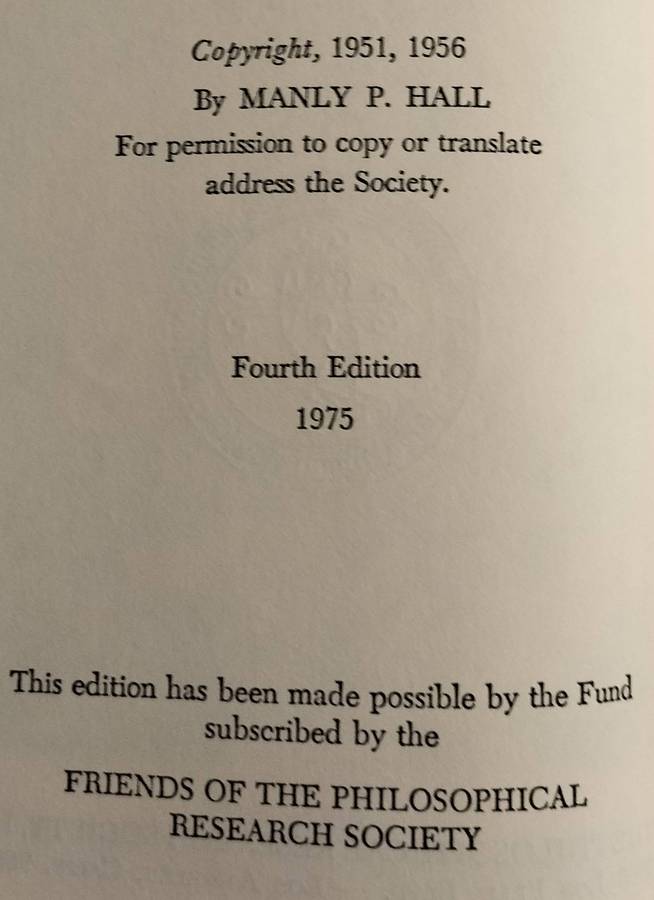 Copyright, 1951, 1956
By MANLY P. HALL
For permission to copy or translate
address the Society.
Fourth Edition
1975
This edition has been made possible by the Fund
subscribed by the
FRIENDS OF THE PHILOSOPHICAL
RESEARCH SOCIETY